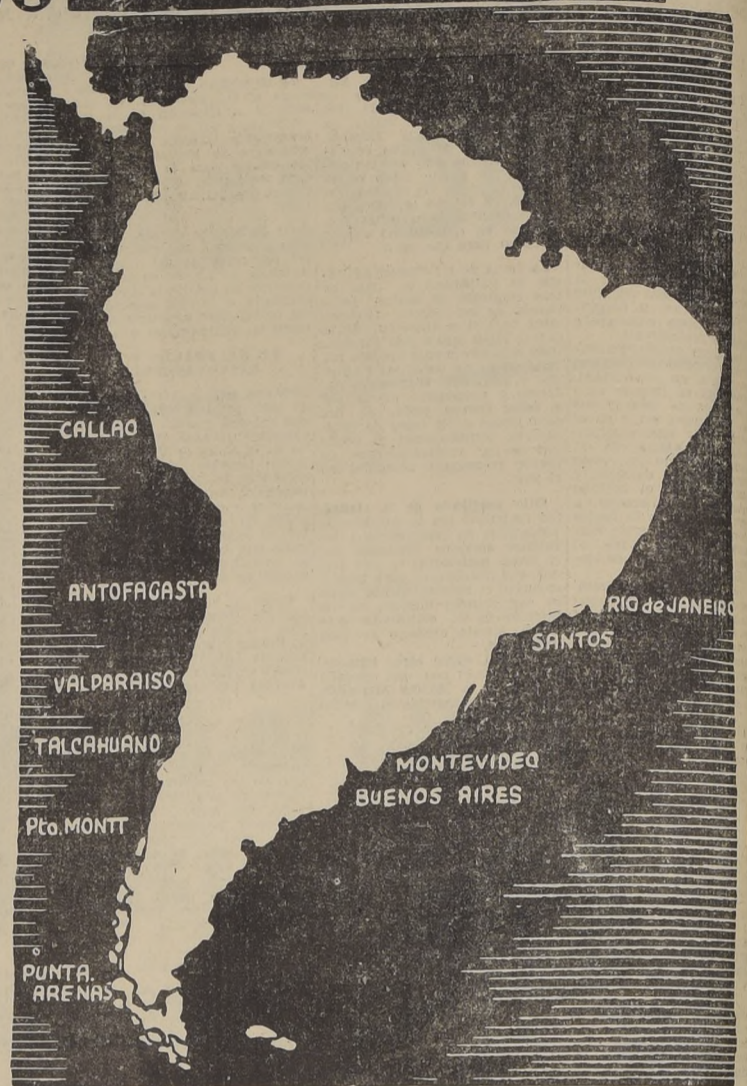 CALLAO
ANTOFAGASTA
RIO de JANEIRO
SANTOS
VALPARAISO
TALCAHUANO
MONTEVIDEO
BUENOS AIRES
Pto. MONTT
PUNTA.
ARENAS